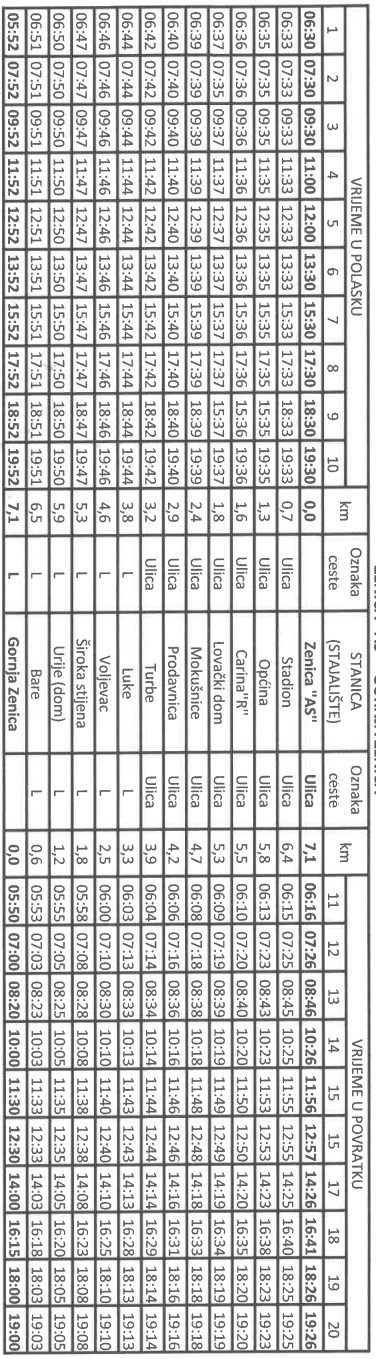 VRIJEME U POLASKU km Oznaka ceste STANICA (STAJALIŠTE) Oznaka ceste km VRIJEME U POVRATKU
1 2 3 4 5 6 7 8 9 10 11 12 13 14 15 15 17 18 19 20
06:30 07:30 09:30 11:00 12:00 13:30 15:30 17:30 18:30 19:30 0,0 Zenica "AS" Ulica 7,1 06:16 07:26 08:46 10:26 11:56 12:57 14:26 16:41 18:26 19:26
06:33 07:33 09:33 11:33 12:33 13:33 15:33 17:33 18:33 19:33 0,7 Ulica Stadion Ulica 6,4 06:15 07:25 08:45 10:25 11:55 12:55 14:25 16:40 18:25 19:25
06:35 07:35 09:35 11:35 12:35 13:35 15:35 17:35 15:35 19:35 1,3 Ulica Općina Ulica 5,8 06:13 07:23 08:43 10:23 11:53 12:53 14:23 16:38 18:23 19:23
06:36 07:36 09:36 11:36 12:36 13:36 15:36 17:36 15:36 19:36 1,6 Ulica Carina"R" Ulica 5,5 06:10 07:20 08:40 10:20 11:50 12:50 14:20 16:35 18:20 19:20
06:37 07:35 09:37 11:37 12:37 13:37 15:37 17:37 15:37 19:37 1,8 Ulica Lovački dom Ulica 5,3 06:09 07:19 08:39 10:19 11:49 12:49 14:19 16:34 18:19 19:19
06:39 07:39 09:39 11:39 12:39 13:39 15:39 17:39 18:39 19:39 2,4 Ulica Mokušnice Ulica 4,7 06:08 07:18 08:38 10:18 11:48 12:48 14:18 16:33 18:18 19:18
06:40 07:40 09:40 11:40 12:40 13:40 15:40 17:40 18:40 19:40 2,9 Ulica Prodavnica Ulica 4,2 06:06 07:16 08:36 10:16 11:46 12:46 14:16 16:31 18:16 19:16
06:42 07:42 09:42 11:42 12:42 13:42 15:42 17:42 18:42 19:42 3,2 Ulica Turbe Ulica 3,9 06:04 07:14 08:34 10:14 11:44 12:44 14:14 16:29 18:14 19:14
06:44 07:44 09:44 11:44 12:44 13:44 15:44 17:44 18:44 19:44 3,8 L Luke L 3,3 06:03 07:13 08:33 10:13 11:43 12:43 14:13 16:28 18:13 19:13
06:46 07:46 09:46 11:46 12:46 13:46 15:46 17:46 18:46 19:46 4,6 L Voljevac L 2,5 06:00 07:10 08:30 10:10 11:40 12:40 14:10 16:25 18:10 19:10
06:47 07:47 09:47 11:47 12:47 13:47 15:47 17:47 18:47 19:47 5,3 L Široka stijena L 1,8 05:58 07:08 08:28 10:08 11:38 12:38 14:08 16:23 18:08 19:08
06:50 07:50 09:50 11:50 12:50 13:50 15:50 17:50 18:50 19:50 5,9 L Urije (dom) L 1,2 05:55 07:05 08:25 10:05 11:35 12:35 14:05 16:20 18:05 19:05
06:51 07:51 09:51 11:51 12:51 13:51 15:51 17:51 18:51 19:51 6,5 L Bare L 0,6 05:53 07:03 08:23 10:03 11:33 12:33 14:03 16:18 18:03 19:03
05:52 07:52 09:52 11:52 12:52 13:52 15:52 17:52 18:52 19:52 7,1 L Gornja Zenica 0,0 05:50 07:00 08:20 10:00 11:30 12:30 14:00 16:15 18:00 19:00